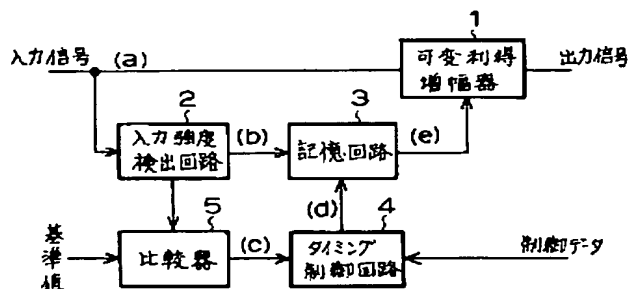 1
入力信号
(a)
可変利得
増幅器
出力信号
2
入力強度
検出回路
(b)
3
記憶回路
(e)
(d)
5
基準値
比較器
(c)
4
タイミング
制御回路
制御データ